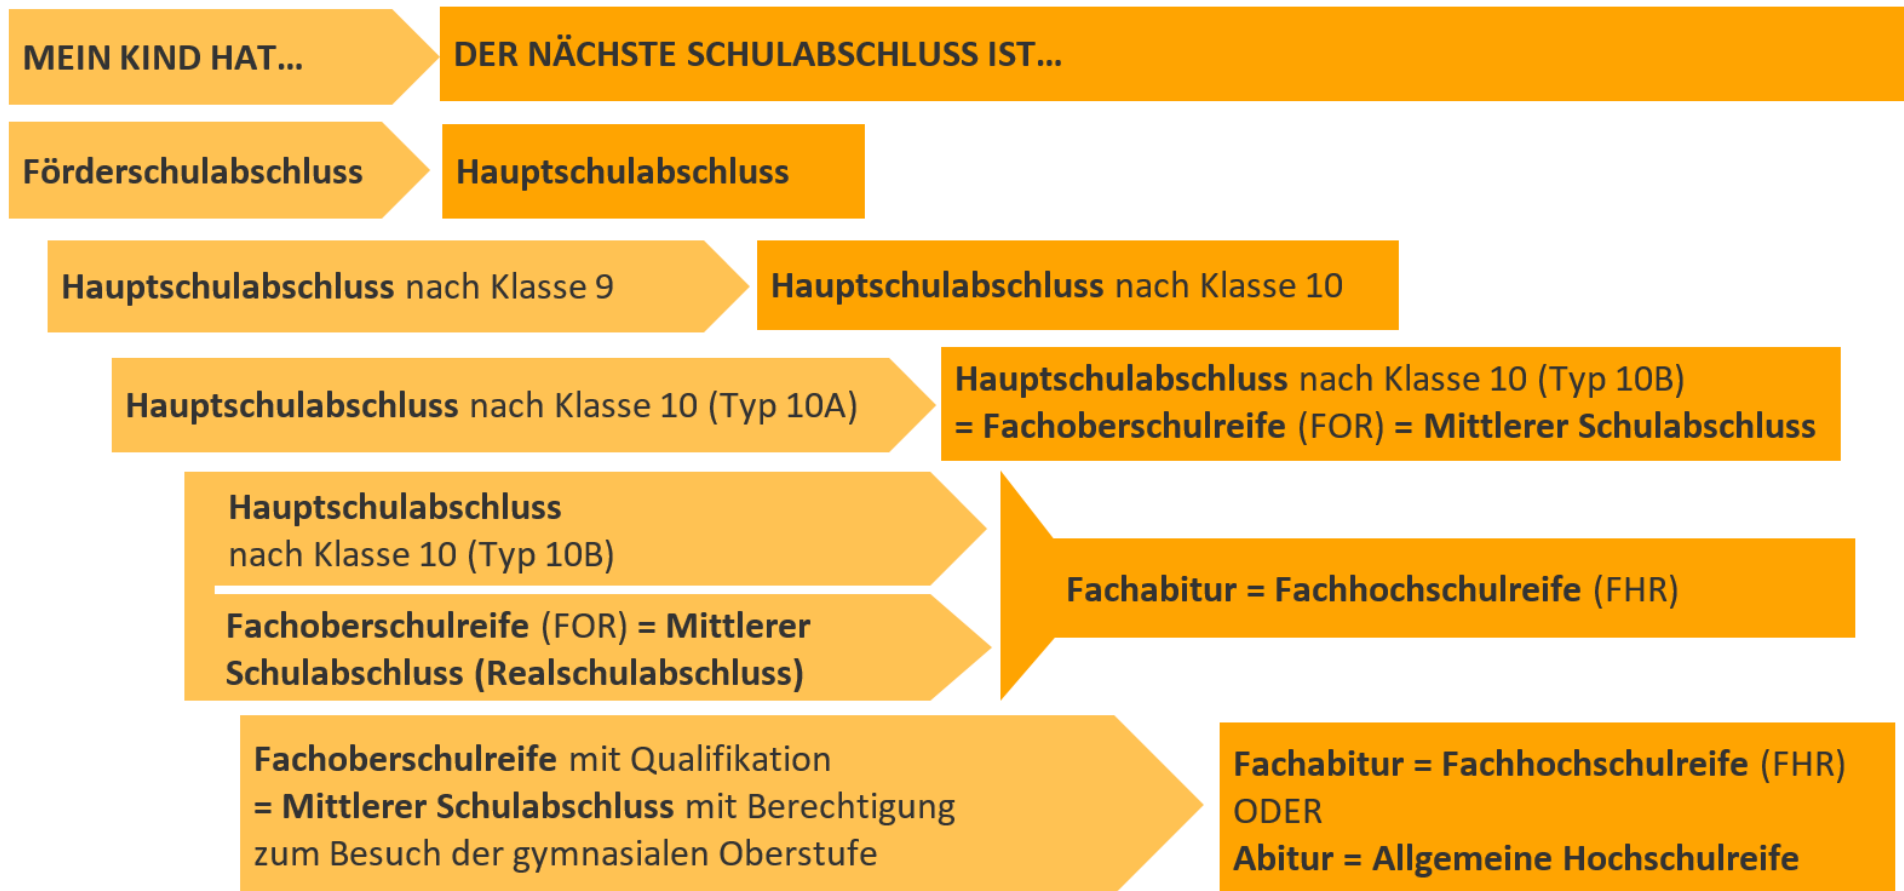 MEIN KIND HAT...
DER NÄCHSTE SCHULABSCHLUSS IST...
Förderschulabschluss
Hauptschulabschluss
Hauptschulabschluss nach Klasse 9
Hauptschulabschluss nach Klasse 10
Hauptschulabschluss nach Klasse 10 (Typ 10A)
Hauptschulabschluss nach Klasse 10 (Typ 10B)
= Fachoberschulreife (FOR) = Mittlerer Schulabschluss
Hauptschulabschluss
nach Klasse 10 (Typ 10B)
Fachoberschulreife (FOR) = Mittlerer
Schulabschluss (Realschulabschluss)
Fachabitur = Fachhochschulreife (FHR)
Fachoberschulreife mit Qualifikation
= Mittlerer Schulabschluss mit Berechtigung
zum Besuch der gymnasialen Oberstufe
Fachabitur = Fachhochschulreife (FHR)
ODER
Abitur = Allgemeine Hochschulreife